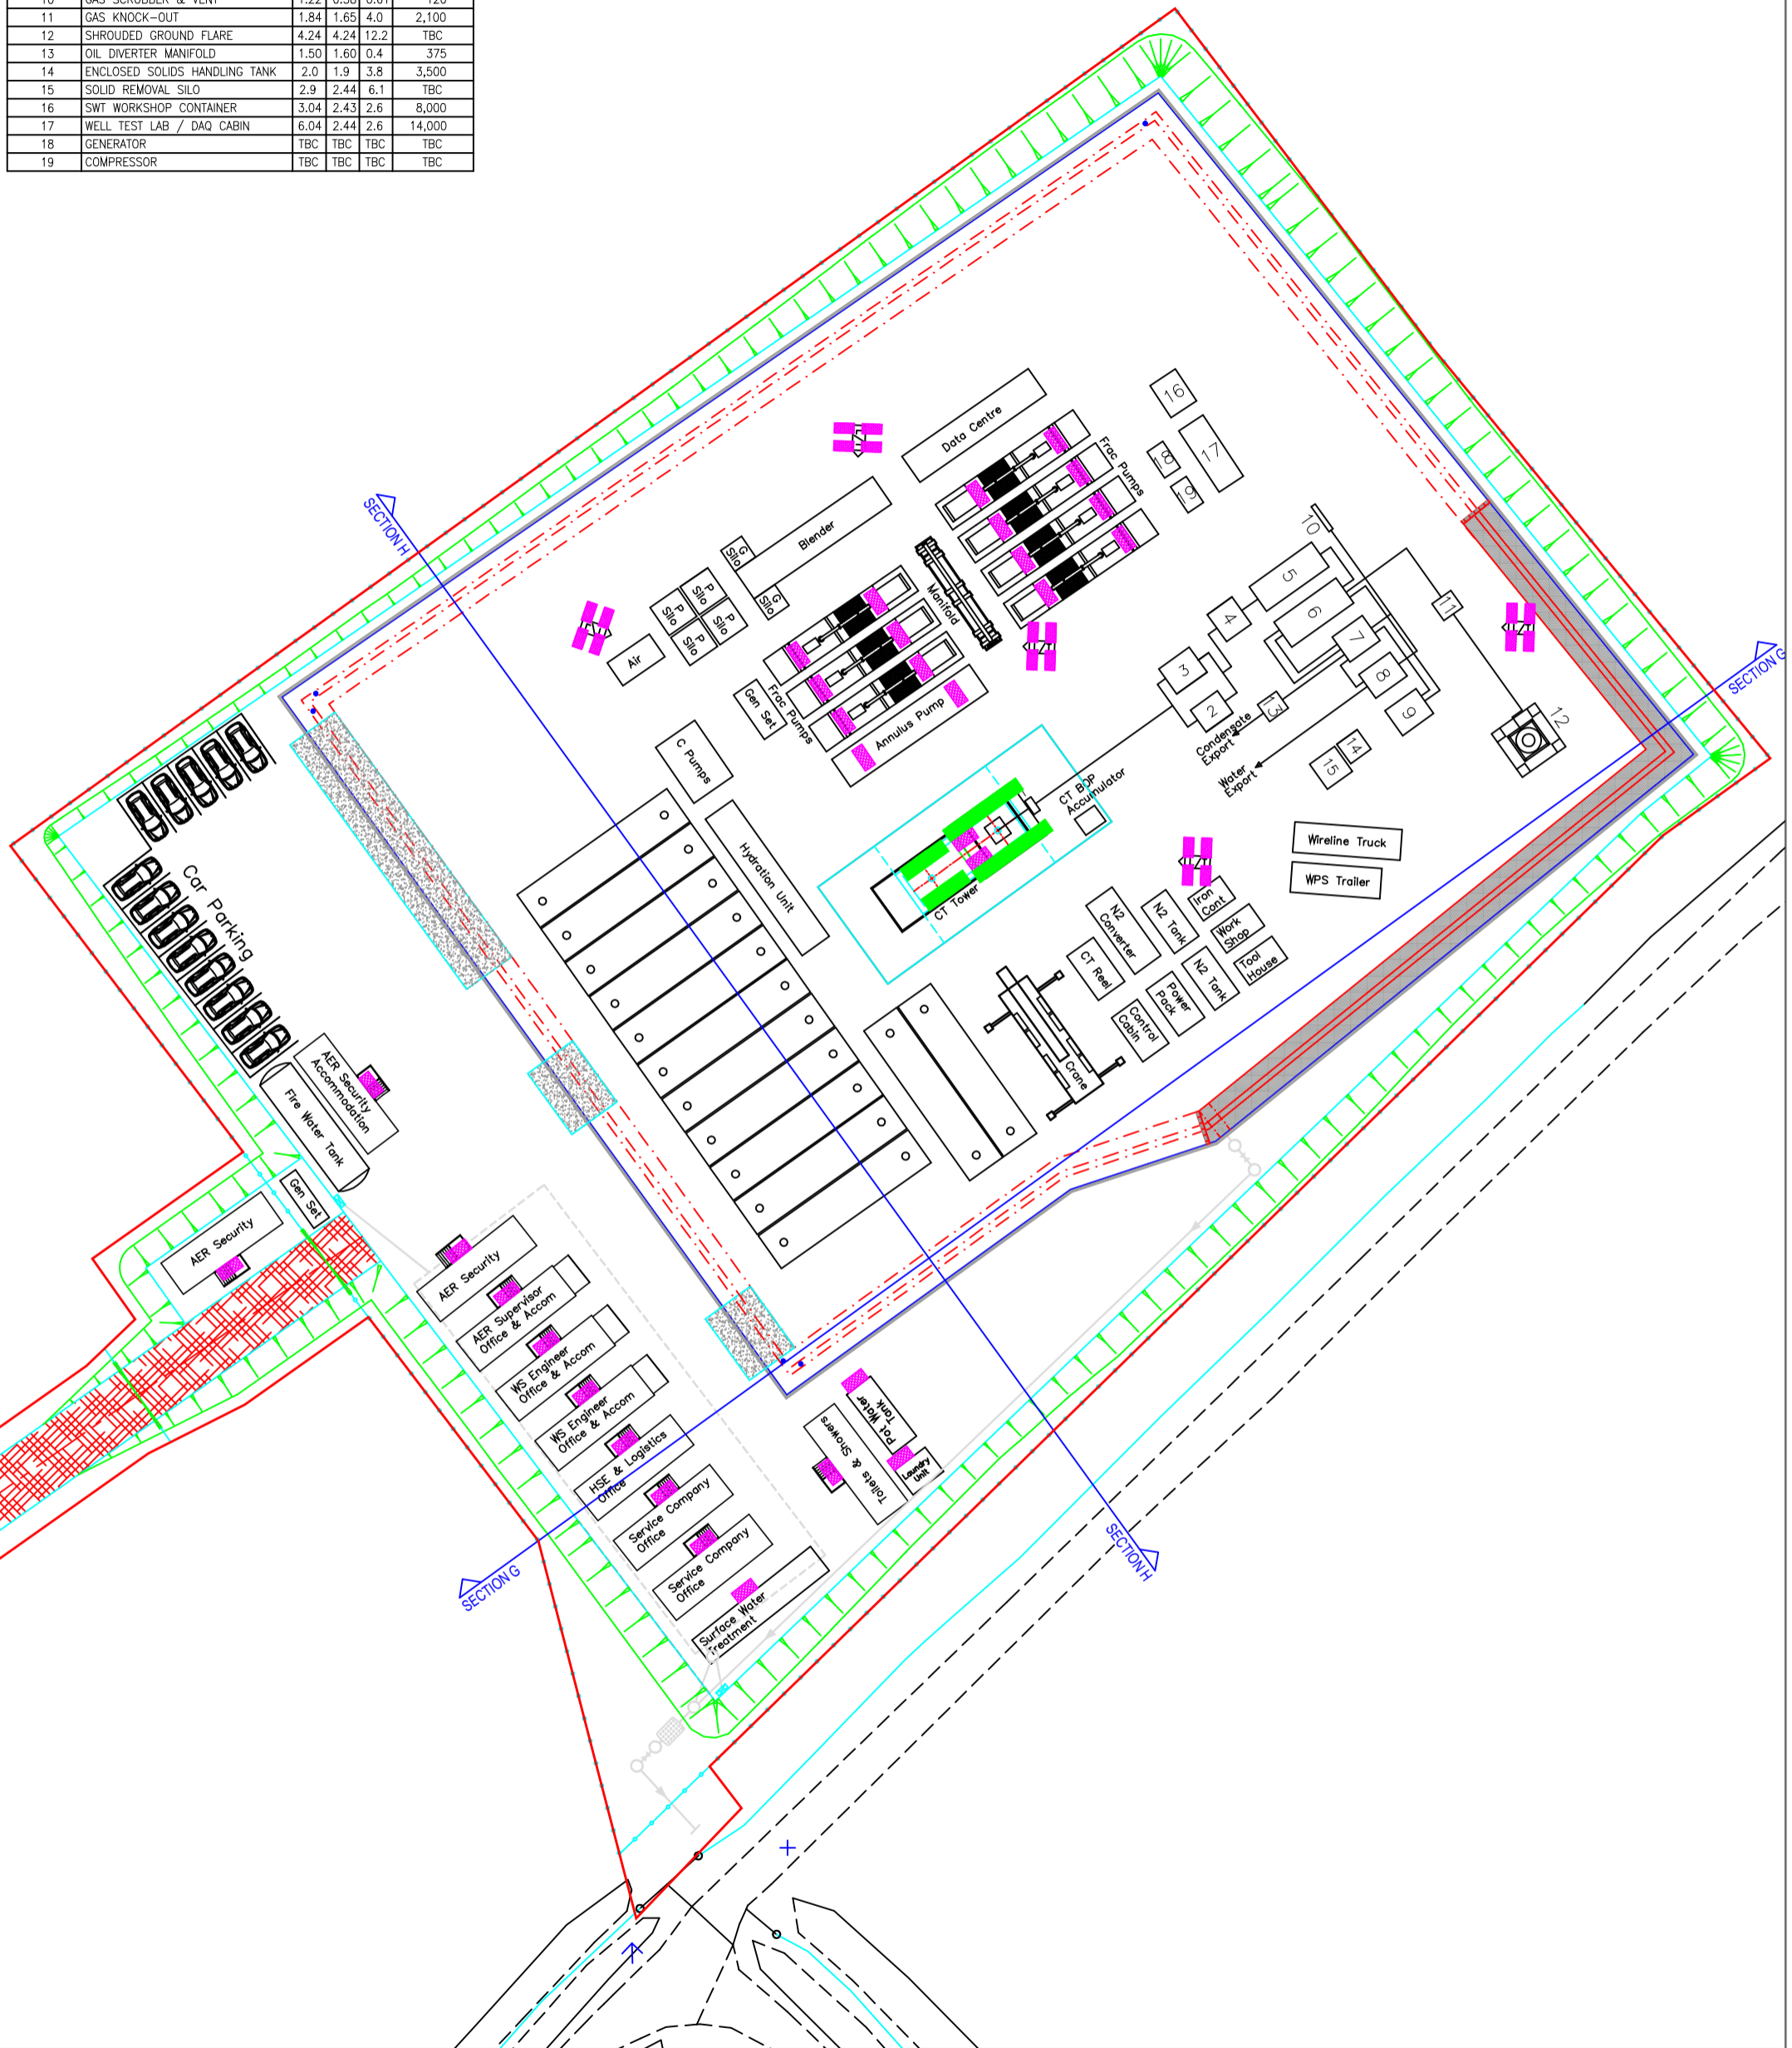 10 GAS SCRUBBER & VENT 1.22 0.58 0.61 120
11 GAS KNOCK-OUT 1.84 1.65 4.0 2,100
12 SHROUDED GROUND FLARE 4.24 4.24 12.2 TBC
13 OIL DIVERTER MANIFOLD 1.50 1.60 0.4 375
14 ENCLOSED SOLIDS HANDLING TANK 2.0 1.9 3.8 3,500
15 SOLID REMOVAL SILO 2.9 2.44 6.1 TBC
16 SWT WORKSHOP CONTAINER 3.04 2.43 2.6 8,000
17 WELL TEST LAB / DAQ CABIN 6.04 2.44 2.6 14,000
18 GENERATOR TBC TBC TBC TBC
19 COMPRESSOR TBC TBC TBC TBC
16
17
18
19
Data Centre
Frac Pumps
SECTION H
Blender
G
Silo
G
Silo
P
Silo
P
Silo
P
Silo
P
Silo
Manifold
Air
10
5
6
4
7
11
3
8
2
9
13
12
14
15
SECTION G
Gen Set
Frac Pumps
Annulus Pump
C Pumps
Condensate
Export
Water
Export
CT BOP
Accumulator
Hydration Unit
CT Tower
Wireline Truck
WPS Trailer
Car Parking
N2
Converter
N2 Tank
Iron
Cont
Work
Shop
Tool
House
CT Reel
N2 Tank
Power
Pack
Control
Cabin
Crane
AER Security
Accommodation
Fire Water Tank
Gen Set
AER Security
AER Security
AER Supervisor
Office & Accom
WS Engineer
Office & Accom
WS Engineer
Office & Accom
HSE & Logistics
Office
Service Company
Office
Service Company
Office
Surface Water
Treatment
Pot Water
Tank
Toilets & Showers
Laundry
Unit
SECTION G
SECTION H